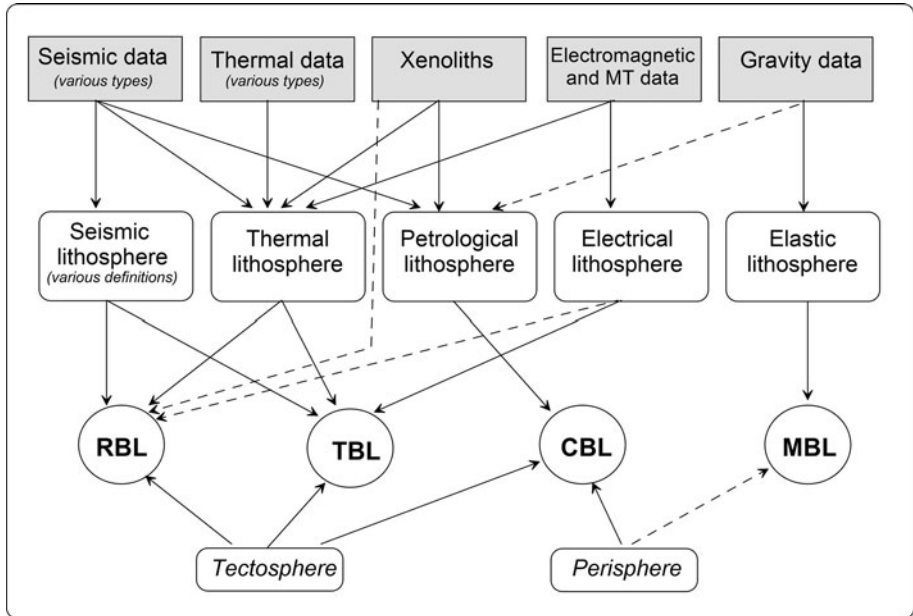 Seismic data
(various types)
Thermal data
(various types)
Xenoliths
Electromagnetic
and MT data
Gravity data
Seismic
lithosphere
(various definitions)
Thermal
lithosphere
Petrological
lithosphere
Electrical
lithosphere
Elastic
lithosphere
RBL
TBL
CBL
MBL
Tectosphere
Perisphere